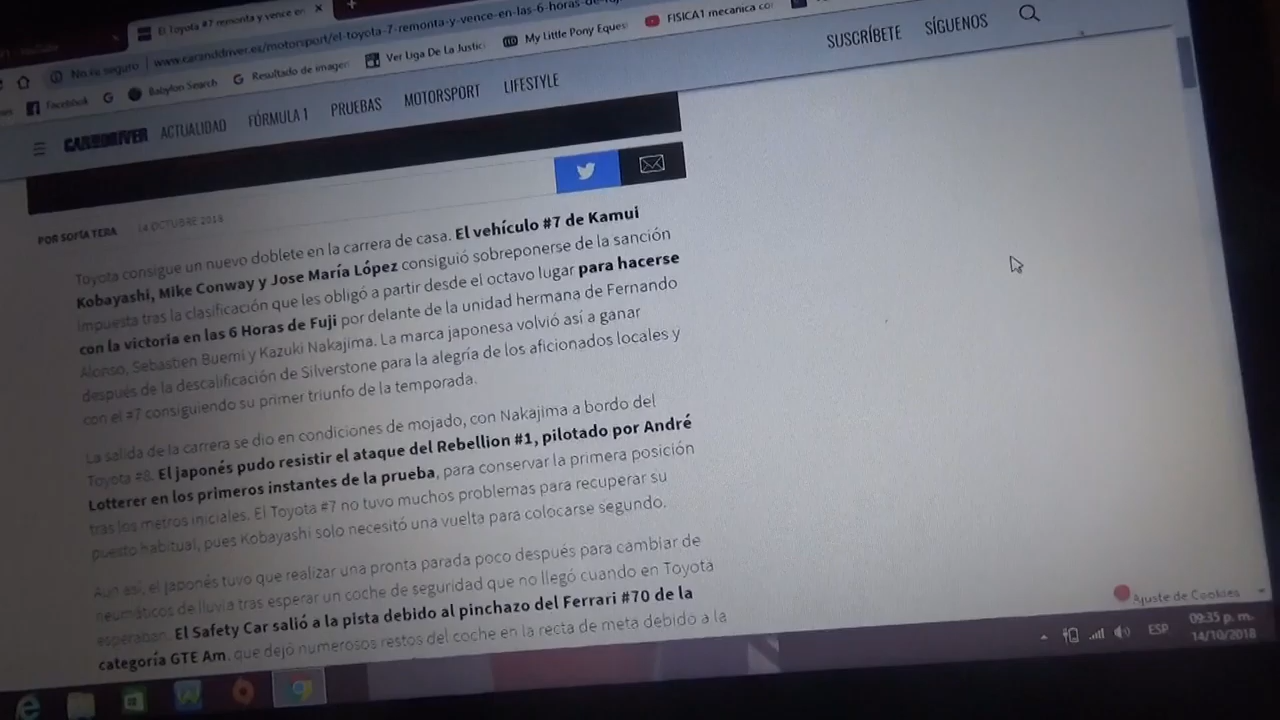 El Toyota #7 remonta y vence en
No es seguro | www.caranddriver.es/motorsport/el-toyota-7-remonta-y-vence-en-las-6-horas-de-fuji
Facebook
Babylon Search
Resultado de imagen
Ver Liga De La Justic
My Little Pony Eques
FISICA1 mecanica co
CAR and DRIVER ACTUALIDAD FÓRMULA 1 PRUEBAS MOTORSPORT LIFESTYLE SUSCRÍBETE SÍGUENOS
POR SOFÍA TERA 14 OCTUBRE 2018
Toyota consigue un nuevo doblete en la carrera de casa. El vehículo #7 de Kamui
Kobayashi, Mike Conway y Jose María López consiguió sobreponerse de la sanción
impuesta tras la clasificación que les obligó a partir desde el octavo lugar para hacerse
con la victoria en las 6 Horas de Fuji por delante de la unidad hermana de Fernando
Alonso, Sebastien Buemi y Kazuki Nakajima. La marca japonesa volvió así a ganar
después de la descalificación de Silverstone para la alegría de los aficionados locales y
con el #7 consiguiendo su primer triunfo de la temporada.
La salida de la carrera se dio en condiciones de mojado, con Nakajima a bordo del
Toyota #8. El japonés pudo resistir el ataque del Rebellion #1, pilotado por André
Lotterer en los primeros instantes de la prueba, para conservar la primera posición
tras los metros iniciales. El Toyota #7 no tuvo muchos problemas para recuperar su
puesto habitual, pues Kobayashi solo necesitó una vuelta para colocarse segundo.
Aun así, el japonés tuvo que realizar una pronta parada poco después para cambiar de
neumáticos de lluvia tras esperar un coche de seguridad que no llegó cuando en Toyota
esperaban. El Safety Car salió a la pista debido al pinchazo del Ferrari #70 de la
categoría GTE Am, que dejó numerosos restos del coche en la recta de meta debido a la
Ajuste de Cookies
ESP
09:35 p. m.
14/10/2018